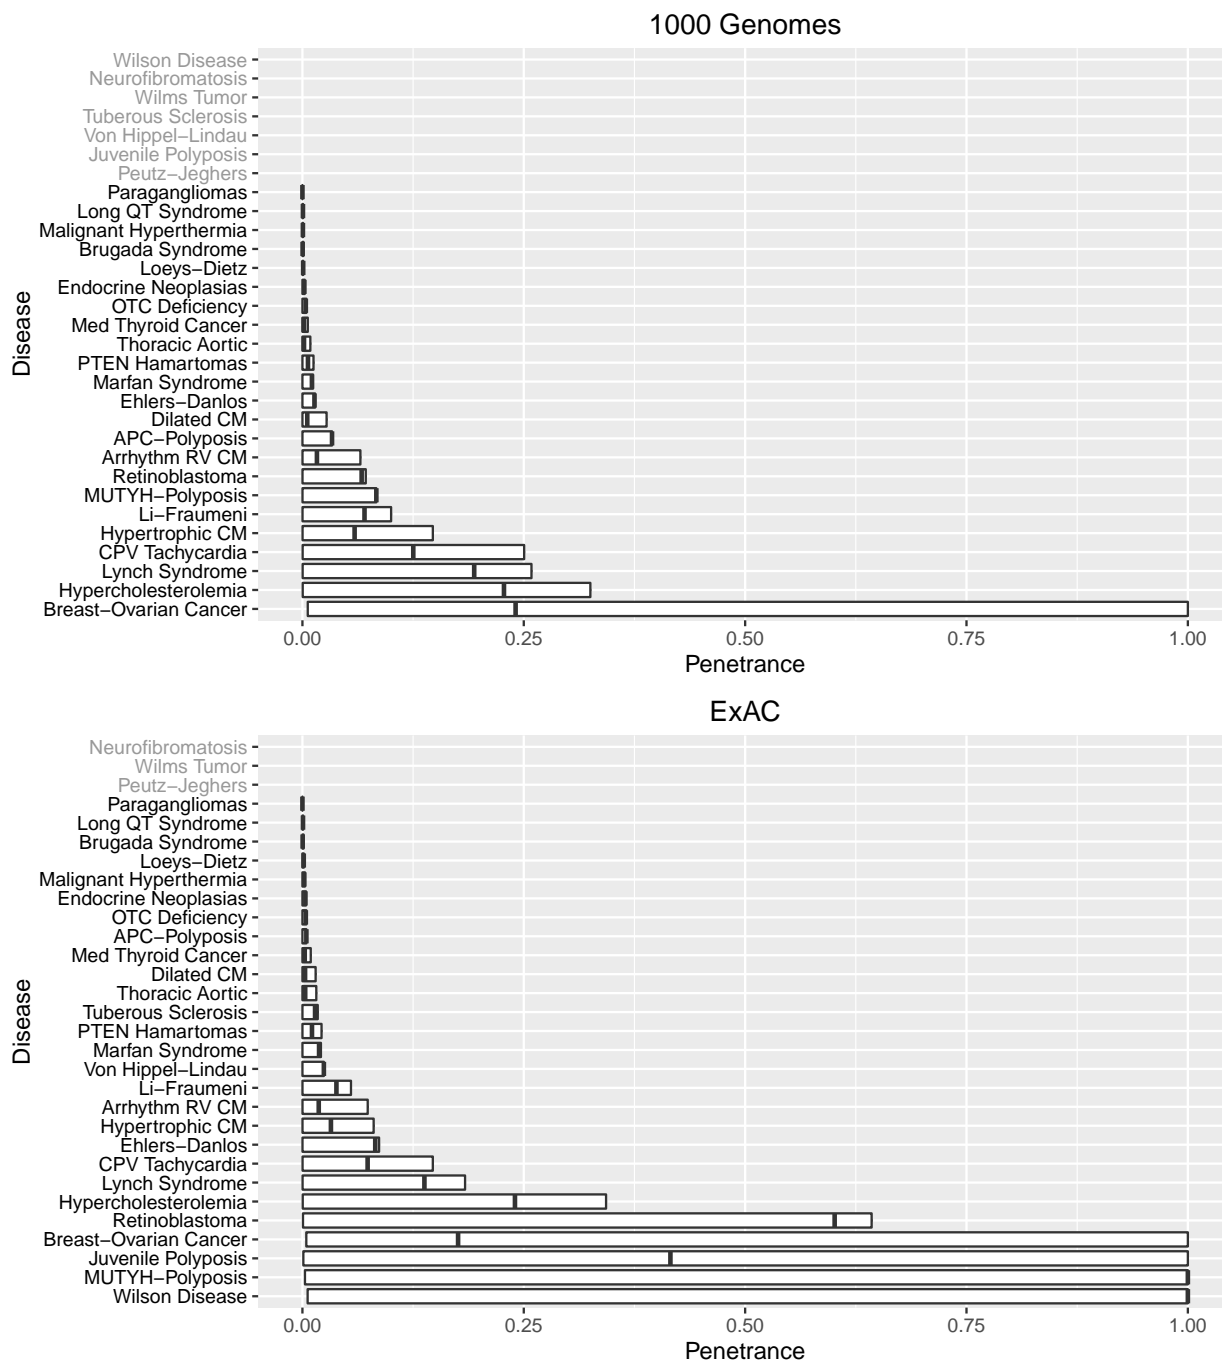 1000 Genomes
Wilson Disease
Neurofibromatosis
Wilms Tumor
Tuberous Sclerosis
Von Hippel−Lindau
Juvenile Polyposis
Peutz−Jeghers
Paragangliomas
Long QT Syndrome
Malignant Hyperthermia
Brugada Syndrome
Loeys−Dietz
Endocrine Neoplasias
OTC Deficiency
Med Thyroid Cancer
Thoracic Aortic
PTEN Hamartomas
Marfan Syndrome
Ehlers−Danlos
Dilated CM
APC−Polyposis
Arrhythm RV CM
Retinoblastoma
MUTYH−Polyposis
Li−Fraumeni
Hypertrophic CM
CPV Tachycardia
Lynch Syndrome
Hypercholesterolemia
Breast−Ovarian Cancer
Disease
0.00 0.25 0.50 0.75 1.00
Penetrance
ExAC
Neurofibromatosis
Wilms Tumor
Peutz−Jeghers
Paragangliomas
Long QT Syndrome
Brugada Syndrome
Loeys−Dietz
Malignant Hyperthermia
Endocrine Neoplasias
OTC Deficiency
APC−Polyposis
Med Thyroid Cancer
Dilated CM
Thoracic Aortic
Tuberous Sclerosis
PTEN Hamartomas
Marfan Syndrome
Von Hippel−Lindau
Li−Fraumeni
Arrhythm RV CM
Hypertrophic CM
Ehlers−Danlos
CPV Tachycardia
Lynch Syndrome
Hypercholesterolemia
Retinoblastoma
Breast−Ovarian Cancer
Juvenile Polyposis
MUTYH−Polyposis
Wilson Disease
Disease
0.00 0.25 0.50 0.75 1.00
Penetrance